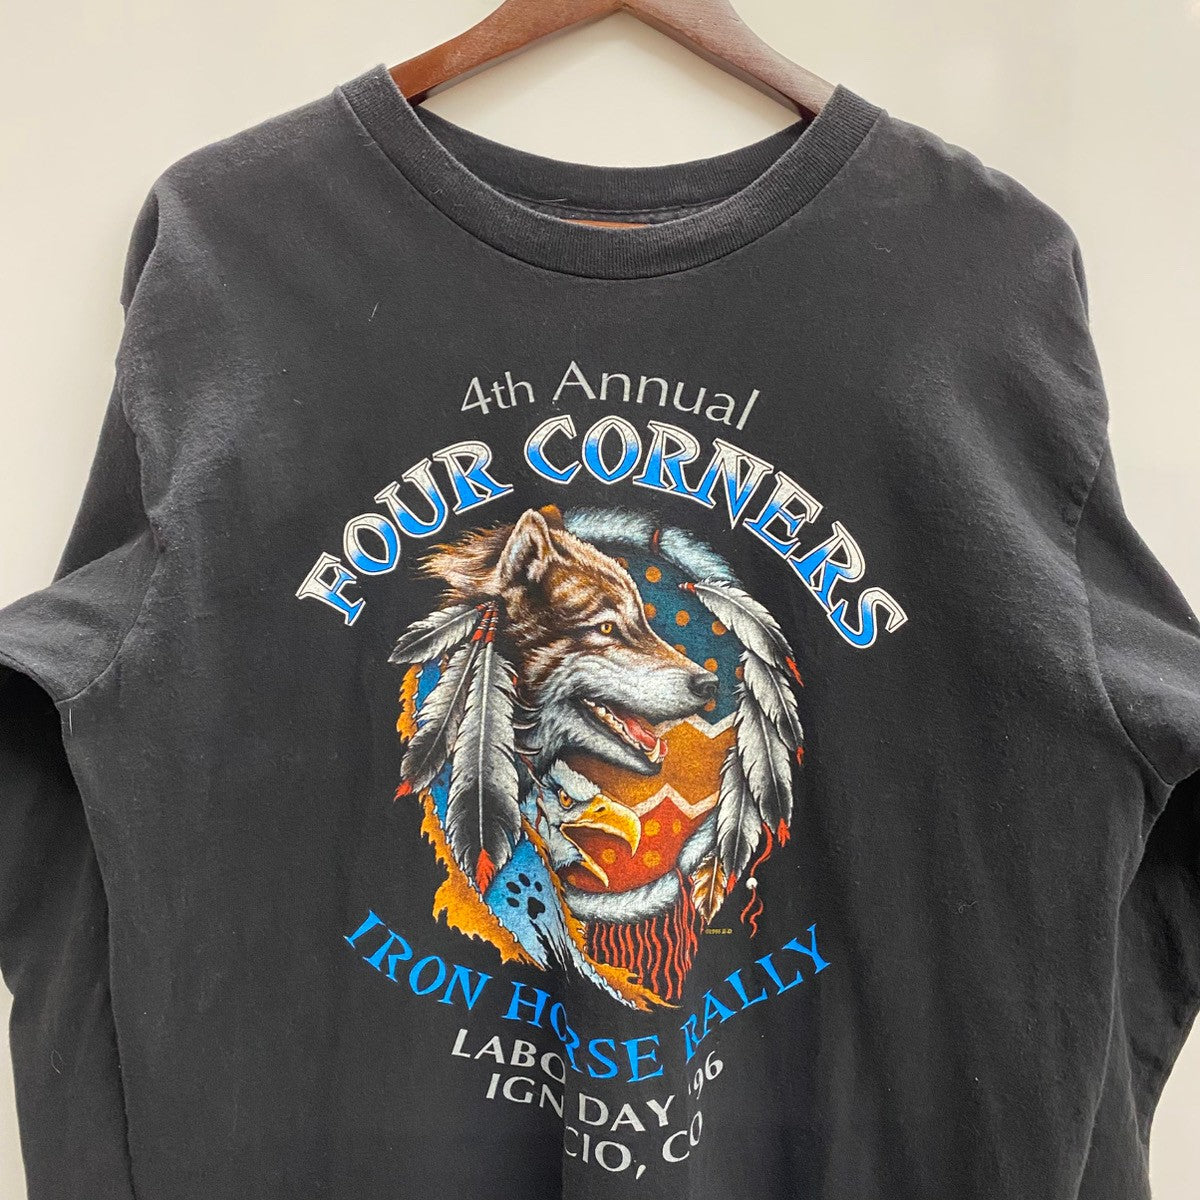 4th Annual
FOUR CORNERS
IRON HORSE RALLY
LABO DAY '96
IGN CIO, CO